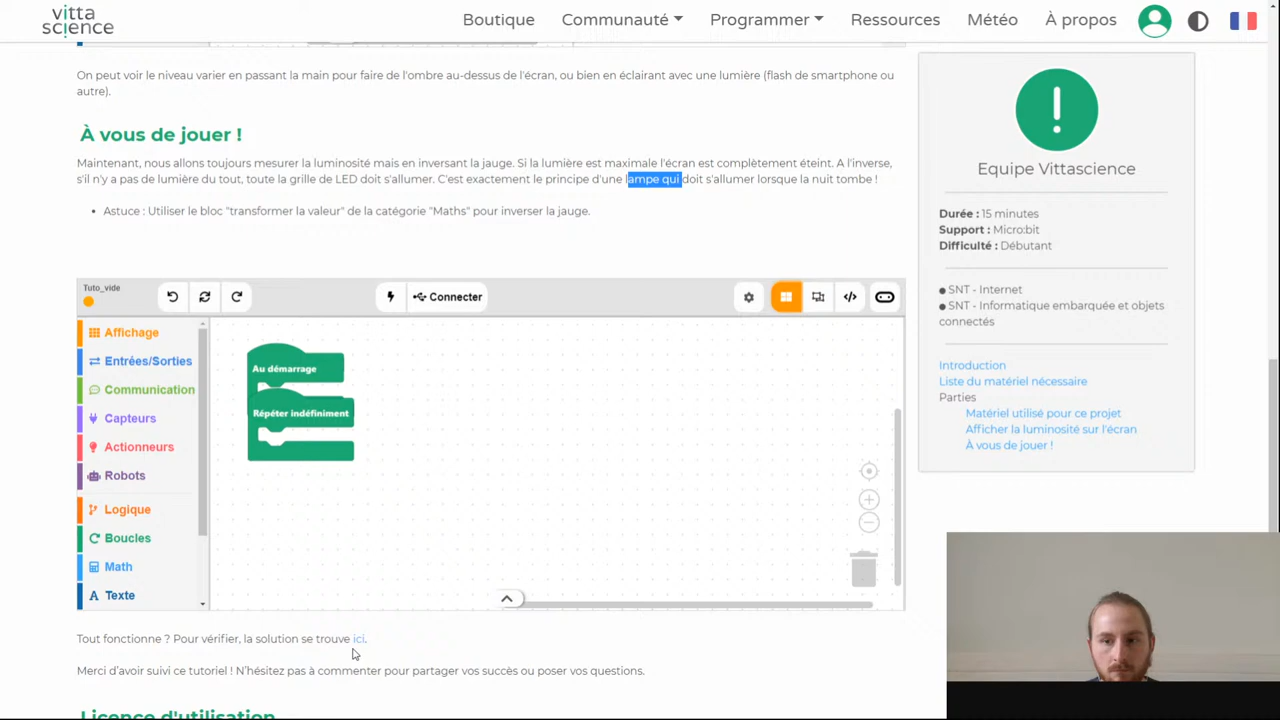 vitta
science
Boutique
Communauté
Programmer
Ressources
Météo
À propos
On peut voir le niveau varier en passant la main pour faire de l'ombre au-dessus de l'écran, ou bien en éclairant avec une lumière (flash de smartphone ou
autre).
À vous de jouer !
Maintenant, nous allons toujours mesurer la luminosité mais en inversant la jauge. Si la lumière est maximale l'écran est complètement éteint. A l'inverse,
s'il n'y a pas de lumière du tout, toute la grille de LED doit s'allumer. C'est exactement le principe d'une lampe qui doit s'allumer lorsque la nuit tombe !
• Astuce : Utiliser le bloc "transformer la valeur" de la catégorie "Maths" pour inverser la jauge.
Tuto_vide
Connecter
Affichage
Entrées/Sorties
Communication
Capteurs
Actionneurs
Robots
Logique
Boucles
Math
Texte
Au démarrage
Répéter indéfiniment
Tout fonctionne ? Pour vérifier, la solution se trouve ici.
Merci d'avoir suivi ce tutoriel ! N'hésitez pas à commenter pour partager vos succès ou poser vos questions.
Licence d'utilisation
Equipe Vittascience
Durée : 15 minutes
Support : Micro:bit
Difficulté : Débutant
SNT - Internet
SNT - Informatique embarquée et objets
connectés
Introduction
Liste du matériel nécessaire
Parties
Matériel utilisé pour ce projet
Afficher la luminosité sur l'écran
À vous de jouer !